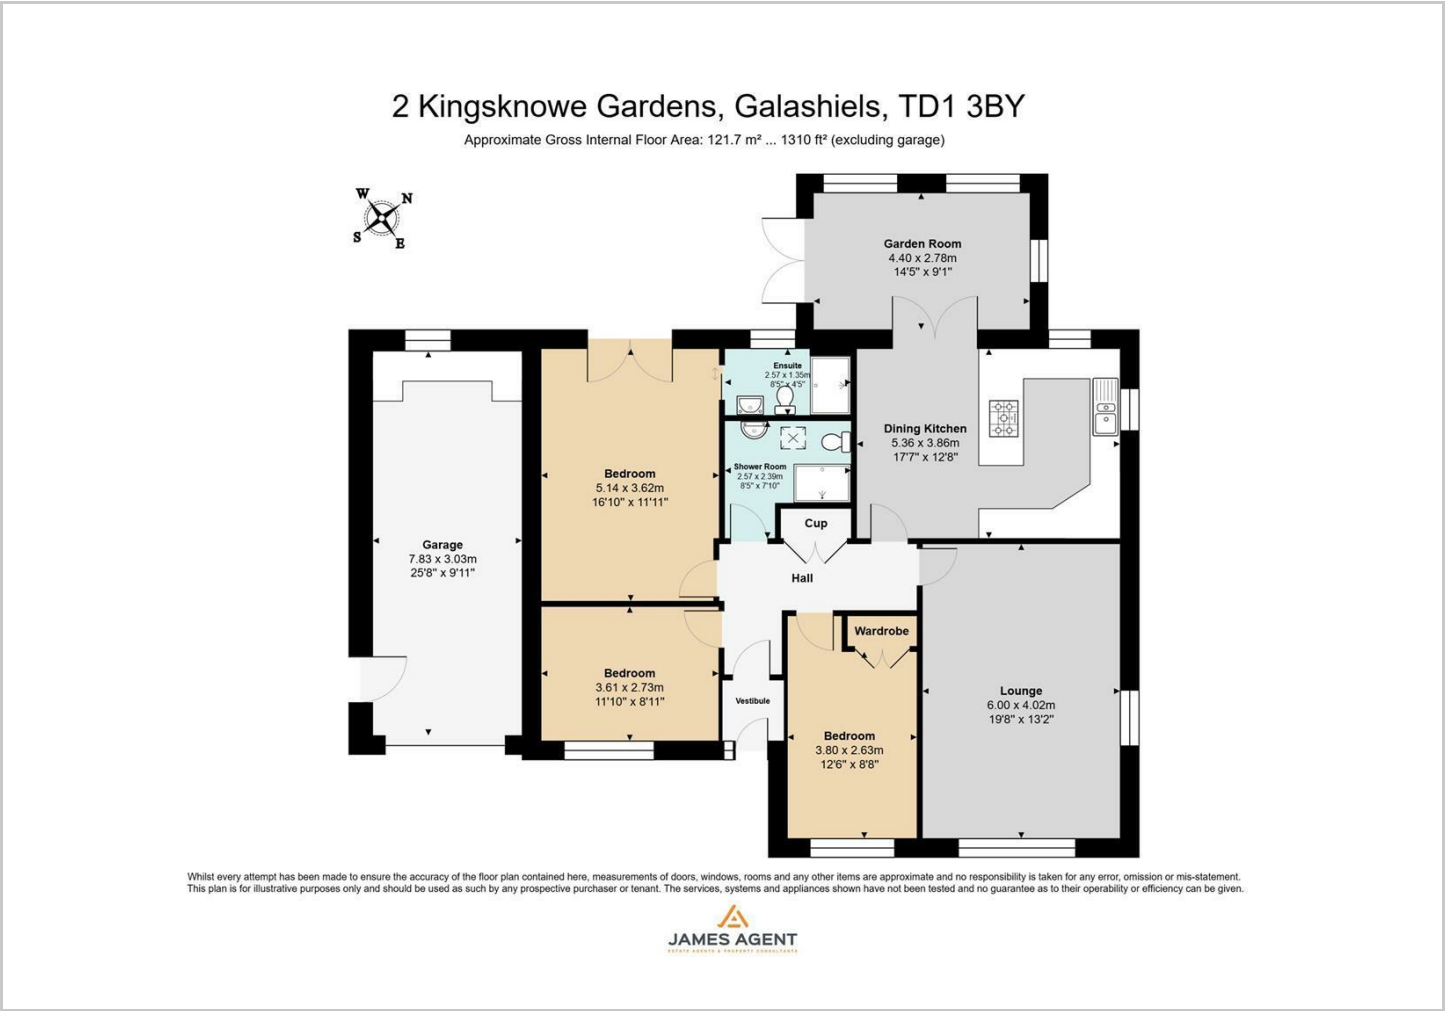 2 Kingsknowe Gardens, Galashiels, TD1 3BY
Approximate Gross Internal Floor Area: 121.7 m² ... 1310 ft² (excluding garage)
W
N
S
E
Garden Room
4.40 x 2.78m
14'5" x 9'1"
Ensuite
2.57 x 1.35m
8'5" x 4'5"
Dining Kitchen
5.36 x 3.86m
17'7" x 12'8"
Bedroom
5.14 x 3.62m
16'10" x 11'11"
Shower Room
2.57 x 2.39m
8'5" x 7'10"
Cup
Garage
7.83 x 3.03m
25'8" x 9'11"
Hall
Wardrobe
Bedroom
3.61 x 2.73m
11'10" x 8'11"
Vestibule
Lounge
6.00 x 4.02m
19'8" x 13'2"
Bedroom
3.80 x 2.63m
12'6" x 8'8"
Whilst every attempt has been made to ensure the accuracy of the floor plan contained here, measurements of doors, windows, rooms and any other items are approximate and no responsibility is taken for any error, omission or mis-statement.
This plan is for illustrative purposes only and should be used as such by any prospective purchaser or tenant. The services, systems and appliances shown have not been tested and no guarantee as to their operability or efficiency can be given.
JAMES AGENT
ESTATE AGENTS & PROPERTY CONSULTANTS